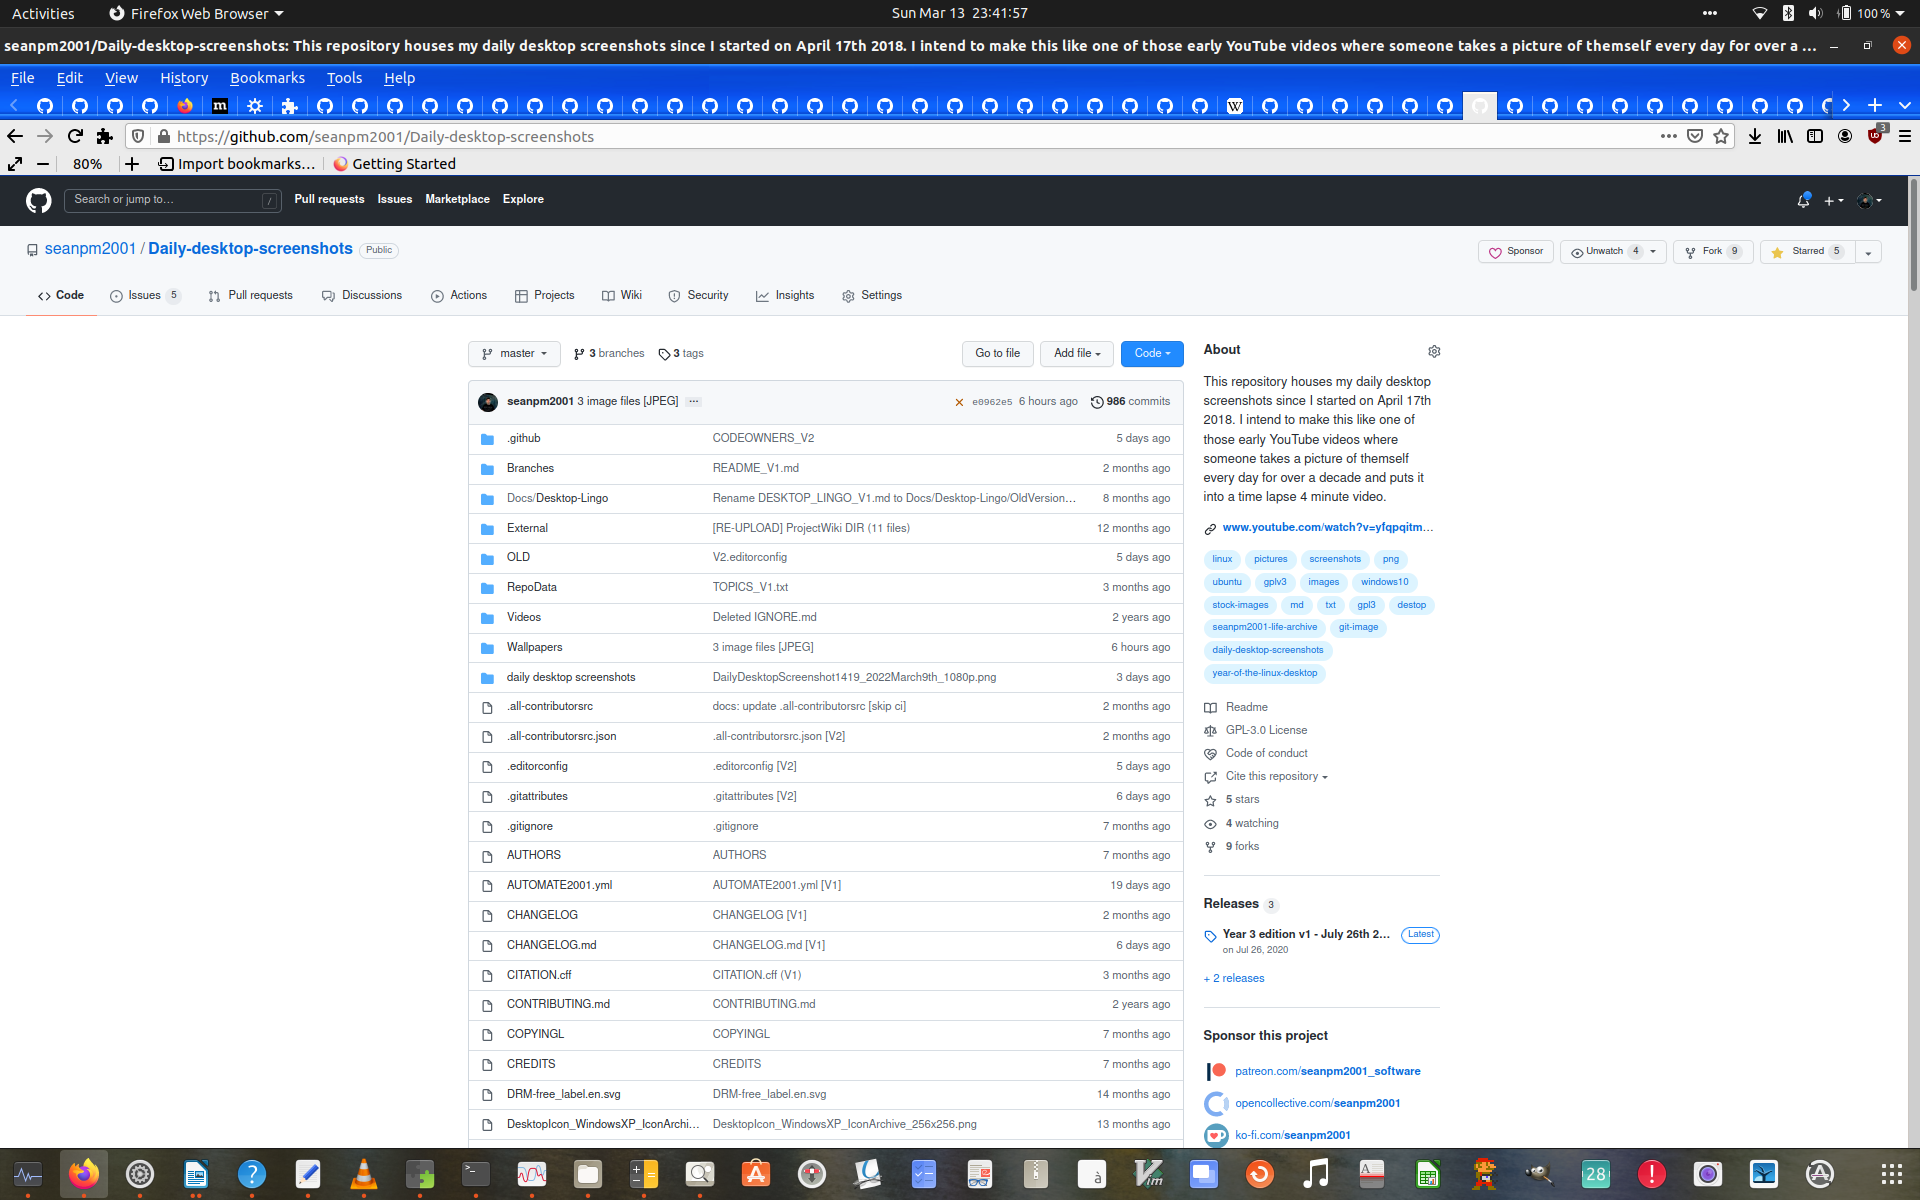 Activities
Firefox Web Browser
Sun Mar 13 23:41:57
100 %
seanpm2001/Daily-desktop-screenshots: This repository houses my daily desktop screenshots since I started on April 17th 2018. I intend to make this like one of those early YouTube videos where someone takes a picture of themself every day for over a ...
File Edit View History Bookmarks Tools Help
https://github.com/seanpm2001/Daily-desktop-screenshots
3
80%
Import bookmarks...
Getting Started
Search or jump to...
/
Pull requests Issues Marketplace Explore
seanpm2001 / Daily-desktop-screenshots Public
Sponsor
Unwatch 4
Fork 9
Starred 5
Code
Issues 5
Pull requests
Discussions
Actions
Projects
Wiki
Security
Insights
Settings
master
3 branches
3 tags
Go to file
Add file
Code
seanpm2001 3 image files [JPEG] ...
e0962e5 6 hours ago
986 commits
.github CODEOWNERS_V2 5 days ago
Branches README_V1.md 2 months ago
Docs/Desktop-Lingo Rename DESKTOP_LINGO_V1.md to Docs/Desktop-Lingo/OldVersion... 8 months ago
External [RE-UPLOAD] ProjectWiki DIR (11 files) 12 months ago
OLD V2.editorconfig 5 days ago
RepoData TOPICS_V1.txt 3 months ago
Videos Deleted IGNORE.md 2 years ago
Wallpapers 3 image files [JPEG] 6 hours ago
daily desktop screenshots DailyDesktopScreenshot1419_2022March9th_1080p.png 3 days ago
.all-contributorsrc docs: update .all-contributorsrc [skip ci] 2 months ago
.all-contributorsrc.json .all-contributorsrc.json [V2] 2 months ago
.editorconfig .editorconfig [V2] 5 days ago
.gitattributes .gitattributes [V2] 6 days ago
.gitignore .gitignore 7 months ago
AUTHORS AUTHORS 7 months ago
AUTOMATE2001.yml AUTOMATE2001.yml [V1] 19 days ago
CHANGELOG CHANGELOG [V1] 2 months ago
CHANGELOG.md CHANGELOG.md [V1] 6 days ago
CITATION.cff CITATION.cff (V1) 3 months ago
CONTRIBUTING.md CONTRIBUTING.md 2 years ago
COPYINGL COPYINGL 7 months ago
CREDITS CREDITS 7 months ago
DRM-free_label.en.svg DRM-free_label.en.svg 14 months ago
DesktopIcon_WindowsXP_IconArchi... DesktopIcon_WindowsXP_IconArchive_256x256.png 13 months ago
About
This repository houses my daily desktop
screenshots since I started on April 17th
2018. I intend to make this like one of
those early YouTube videos where
someone takes a picture of themself
every day for over a decade and puts it
into a time lapse 4 minute video.
www.youtube.com/watch?v=yfqpqitm...
linux pictures screenshots png
ubuntu gplv3 images windows10
stock-images md txt gpl3 destop
seanpm2001-life-archive git-image
daily-desktop-screenshots
year-of-the-linux-desktop
Readme
GPL-3.0 License
Code of conduct
Cite this repository
5 stars
4 watching
9 forks
Releases 3
Year 3 edition v1 - July 26th 2... Latest
on Jul 26, 2020
+ 2 releases
Sponsor this project
patreon.com/seanpm2001_software
opencollective.com/seanpm2001
ko-fi.com/seanpm2001
28